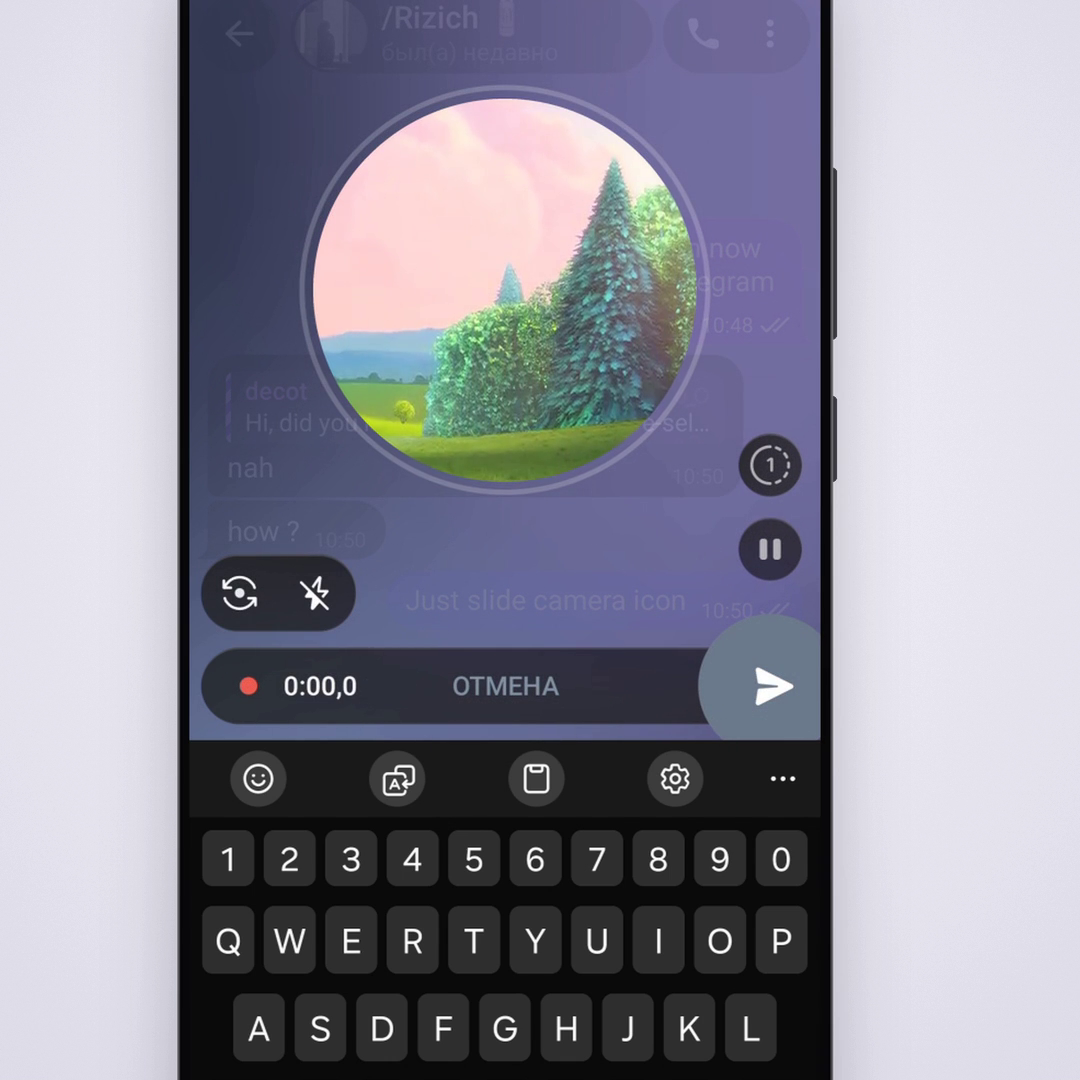 /Rizich
был(а) недавно
now
egram
10:48
decot
Hi, did you
e-sel...
nah
10:50
how ?
10:50
Just slide camera icon
10:50
1
0:00,0
ОТМЕНА
1 2 3 4 5 6 7 8 9 0
Q W E R T Y U I O P
A S D F G H J K L